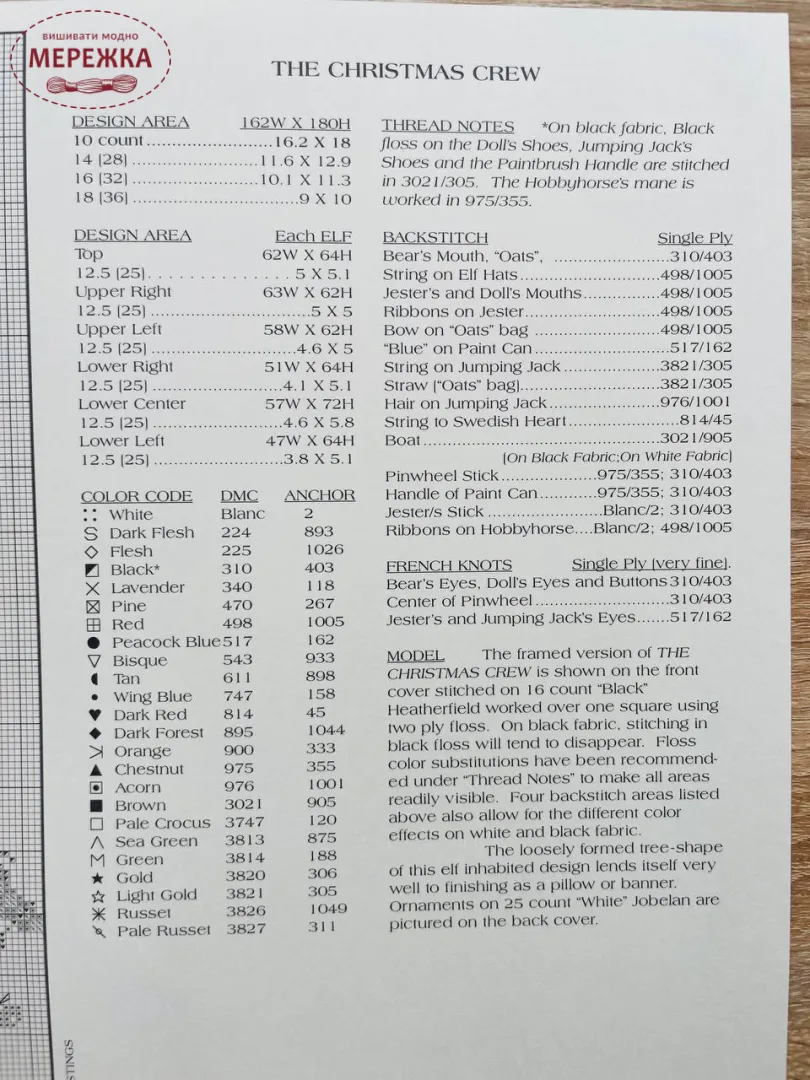 вишивати модно
МЕРЕЖКА
THE CHRISTMAS CREW
DESIGN AREA 162W X 180H
10 count..........................16.2 X 18
14 (28) ..........................11.6 X 12.9
16 (32) ..........................10.1 X 11.3
18 (36) ..................................9 X 10
DESIGN AREA Each ELF
Top 62W X 64H
12.5 (25). . . . . . . . . . . . . . 5 X 5.1
Upper Right 63W X 62H
12.5 (25) ................................5 X 5
Upper Left 58W X 62H
12.5 (25) .............................4.6 X 5
Lower Right 51W X 64H
12.5 (25) ..........................4.1 X 5.1
Lower Center 57W X 72H
12.5 (25) ..........................4.6 X 5.8
Lower Left 47W X 64H
12.5 (25) ..........................3.8 X 5.1
COLOR CODE DMC ANCHOR
White Blanc 2
Dark Flesh 224 893
Flesh 225 1026
Black* 310 403
Lavender 340 118
Pine 470 267
Red 498 1005
Peacock Blue 517 162
Bisque 543 933
Tan 611 898
Wing Blue 747 158
Dark Red 814 45
Dark Forest 895 1044
Orange 900 333
Chestnut 975 355
Acorn 976 1001
Brown 3021 905
Pale Crocus 3747 120
Sea Green 3813 875
Green 3814 188
Gold 3820 306
Light Gold 3821 305
Russet 3826 1049
Pale Russet 3827 311
THREAD NOTES *On black fabric, Black
floss on the Doll's Shoes, Jumping Jack's
Shoes and the Paintbrush Handle are stitched
in 3021/305. The Hobbyhorse's mane is
worked in 975/355.
BACKSTITCH Single Ply
Bear's Mouth, "Oats", .......................310/403
String on Elf Hats...........................498/1005
Jester's and Doll's Mouths...............498/1005
Ribbons on Jester...........................498/1005
Bow on "Oats" bag .........................498/1005
"Blue" on Paint Can ...........................517/162
String on Jumping Jack ...................3821/305
Straw ("Oats" bag)...........................3821/305
Hair on Jumping Jack.......................976/1001
String to Swedish Heart......................814/45
Boat...............................................3021/905
(On Black Fabric;On White Fabric)
Pinwheel Stick....................975/355; 310/403
Handle of Paint Can...........975/355; 310/403
Jester/s Stick .......................Blanc/2; 310/403
Ribbons on Hobbyhorse....Blanc/2; 498/1005
FRENCH KNOTS Single Ply (very fine).
Bear's Eyes, Doll's Eyes and Buttons 310/403
Center of Pinwheel...........................310/403
Jester's and Jumping Jack's Eyes.......517/162
MODEL The framed version of THE
CHRISTMAS CREW is shown on the front
cover stitched on 16 count "Black"
Heatherfield worked over one square using
two ply floss. On black fabric, stitching in
black floss will tend to disappear. Floss
color substitutions have been recommend-
ed under "Thread Notes" to make all areas
readily visible. Four backstitch areas listed
above also allow for the different color
effects on white and black fabric.
The loosely formed tree-shape
of this elf inhabited design lends itself very
well to finishing as a pillow or banner.
Ornaments on 25 count "White" Jobelan are
pictured on the back cover.